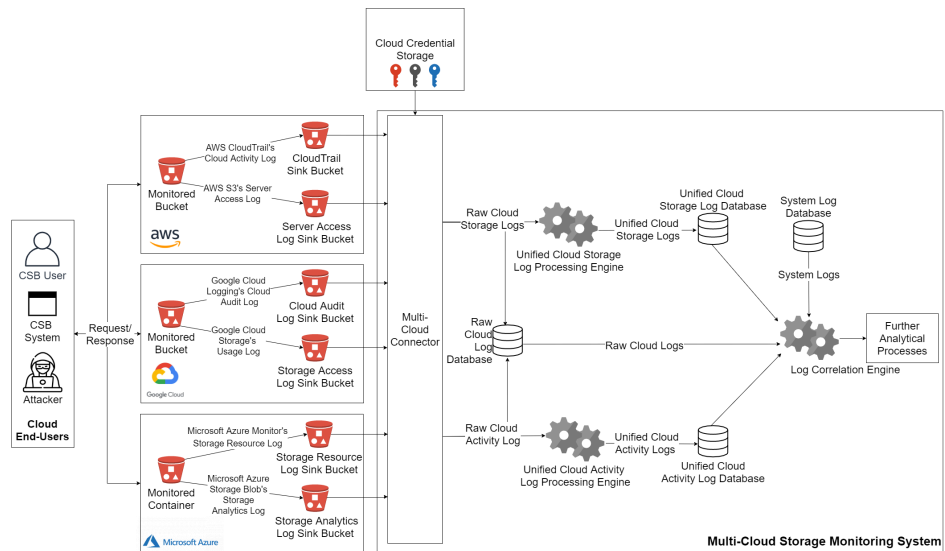 Cloud Credential
Storage
AWS CloudTrail's
Cloud Activity Log
CloudTrail
Sink Bucket
Monitored
Bucket
AWS S3's Server
Access Log
Server Access
Log Sink Bucket
aws
CSB User
CSB
System
Attacker
Cloud
End-Users
Request/
Response
Google Cloud
Logging's Cloud
Audit Log
Cloud Audit
Log Sink Bucket
Monitored
Bucket
Google Cloud
Storage's
Usage Log
Storage Access
Log Sink Bucket
Google Cloud
Microsoft Azure Monitor's
Storage Resource Log
Storage Resource
Log Sink Bucket
Monitored
Container
Microsoft Azure
Storage Blob's
Storage
Analytics Log
Storage Analytics
Log Sink Bucket
Microsoft Azure
Multi-
Cloud
Connector
Raw Cloud
Storage Logs
Unified Cloud Storage
Log Processing Engine
Unified Cloud
Storage Logs
Unified Cloud
Storage Log Database
System Log
Database
System Logs
Raw
Cloud
Log
Database
Raw Cloud Logs
Log Correlation Engine
Further
Analytical
Processes
Raw Cloud
Activity Log
Unified Cloud Activity
Log Processing Engine
Unified Cloud
Activity Logs
Unified Cloud
Activity Log Database
Multi-Cloud Storage Monitoring System